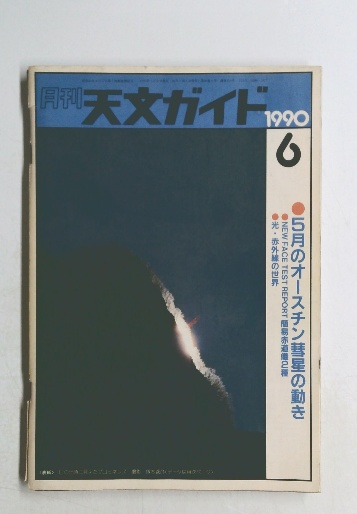 月刊 天文ガイド
1990
6
●5月のオースチン彗星の動き
●NEW FACE TEST REPORT 簡易赤道儀2種
●光・赤外線の世界